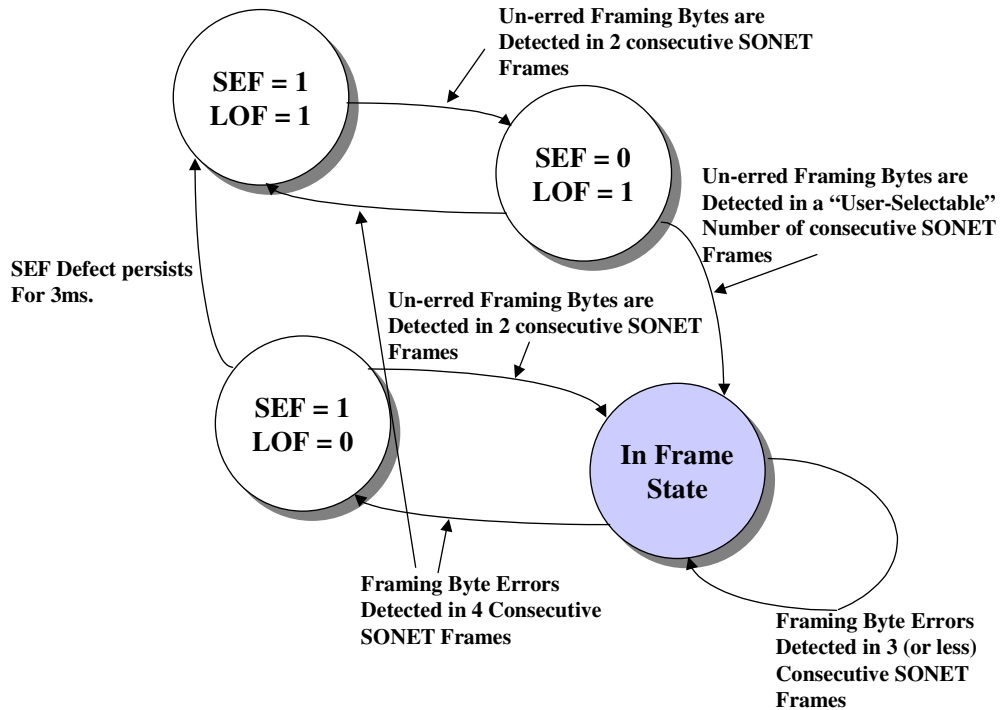 Un-erred Framing Bytes are
Detected in 2 consecutive SONET
Frames
SEF = 1
LOF = 1
SEF = 0
LOF = 1
Un-erred Framing Bytes are
Detected in a “User-Selectable”
Number of consecutive SONET
Frames
SEF Defect persists
For 3ms.
Un-erred Framing Bytes are
Detected in 2 consecutive SONET
Frames
SEF = 1
LOF = 0
In Frame
State
Framing Byte Errors
Detected in 4 Consecutive
SONET Frames
Framing Byte Errors
Detected in 3 (or less)
Consecutive SONET
Frames